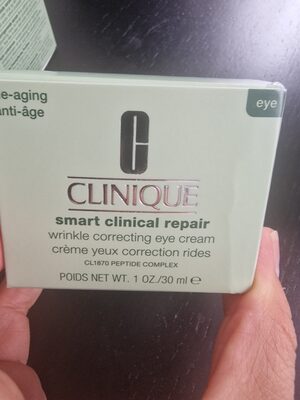 e-aging
anti-âge
eye
C
CLINIQUE
smart clinical repair
wrinkle correcting eye cream
crème yeux correction rides
CL1870 PEPTIDE COMPLEX
POIDS NET WT. 1 OZ./30 ml ℮